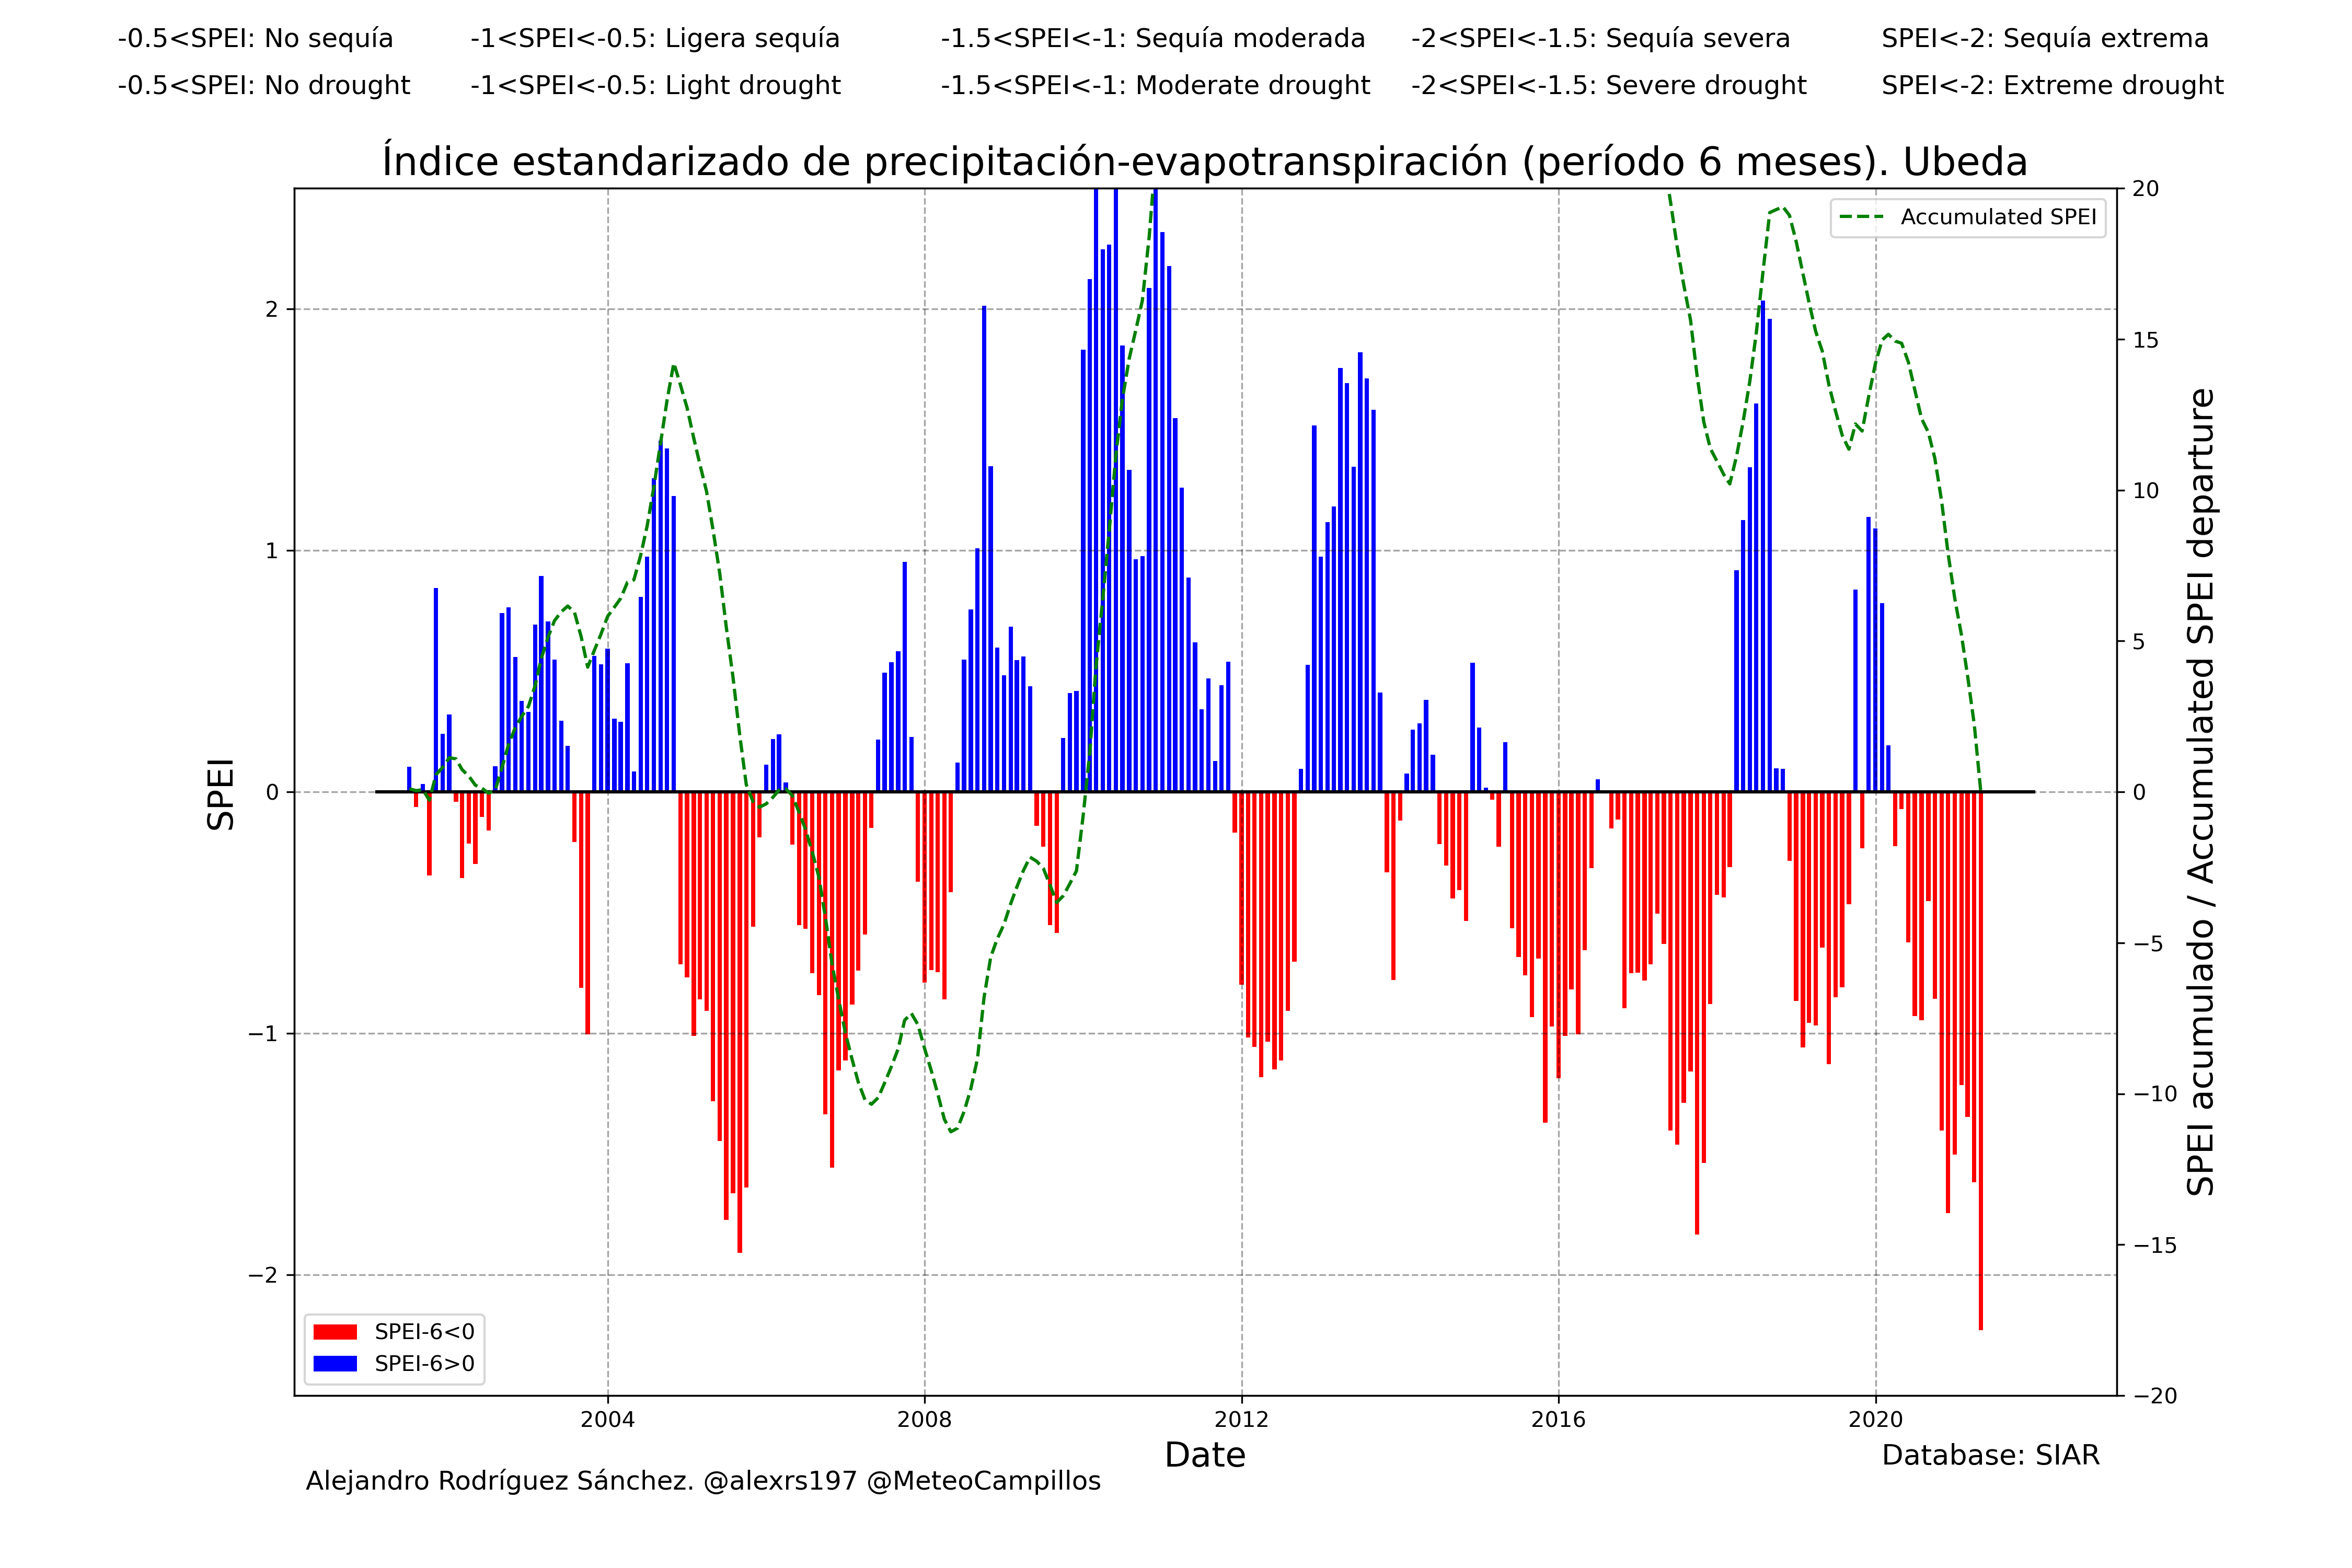 -0.5<SPEI: No sequía -1<SPEI<-0.5: Ligera sequía -1.5<SPEI<-1: Sequía moderada -2<SPEI<-1.5: Sequía severa SPEI<-2: Sequía extrema
-0.5<SPEI: No drought -1<SPEI<-0.5: Light drought -1.5<SPEI<-1: Moderate drought -2<SPEI<-1.5: Severe drought SPEI<-2: Extreme drought
Índice estandarizado de precipitación-evapotranspiración (período 6 meses). Ubeda
Accumulated SPEI
SPEI
2
1
0
−1
−2
20
15
10
5
0
−5
−10
−15
−20
SPEI acumulado / Accumulated SPEI departure
SPEI-6<0
SPEI-6>0
2004 2008 2012 2016 2020
Date
Database: SIAR
Alejandro Rodríguez Sánchez. @alexrs197 @MeteoCampillos